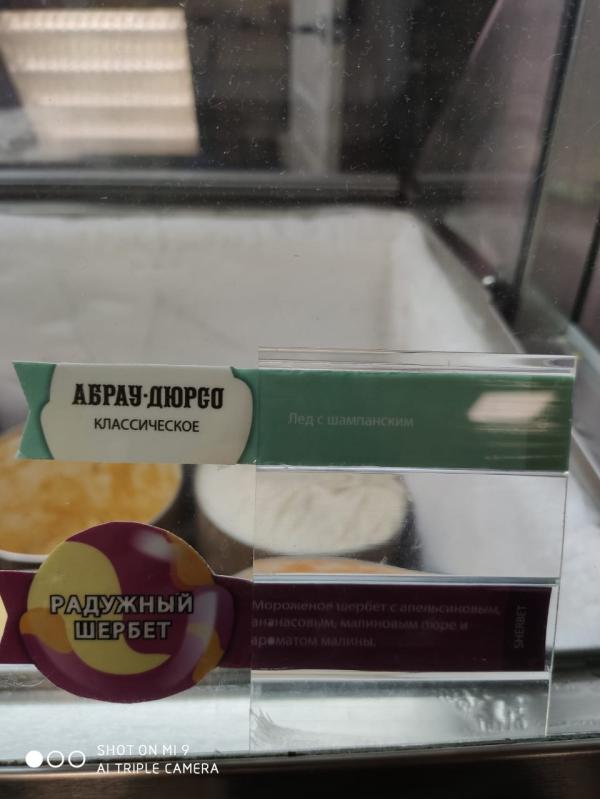 АБРАУ-ДЮРСО
КЛАССИЧЕСКОЕ
Лед с шампанским
РАДУЖНЫЙ
ШЕРБЕТ
Мороженое шербет с апельсиновым,
ананасовым, малиновым пюре и
ароматом малины.
SHERBET
SHOT ON MI 9
AI TRIPLE CAMERA